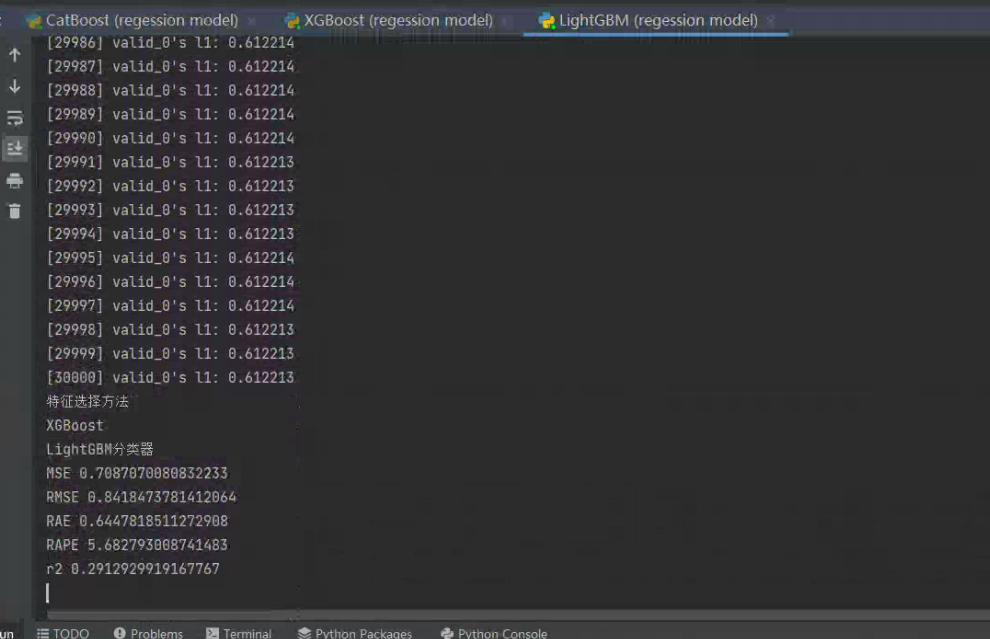 CatBoost (regession model) × XGBoost (regession model) × LightGBM (regession model) ×
[29986] valid_0's l1: 0.612214
[29987] valid_0's l1: 0.612214
[29988] valid_0's l1: 0.612214
[29989] valid_0's l1: 0.612214
[29990] valid_0's l1: 0.612214
[29991] valid_0's l1: 0.612213
[29992] valid_0's l1: 0.612213
[29993] valid_0's l1: 0.612213
[29994] valid_0's l1: 0.612213
[29995] valid_0's l1: 0.612214
[29996] valid_0's l1: 0.612214
[29997] valid_0's l1: 0.612214
[29998] valid_0's l1: 0.612213
[29999] valid_0's l1: 0.612213
[30000] valid_0's l1: 0.612213
特征选择方法
XGBoost
LightGBM分类器
MSE 0.7087070080832233
RMSE 0.8418473781412064
RAE 0.6447818511272908
RAPE 5.682793008741483
r2 0.2912929919167767
un TODO Problems Terminal Python Packages Python Console